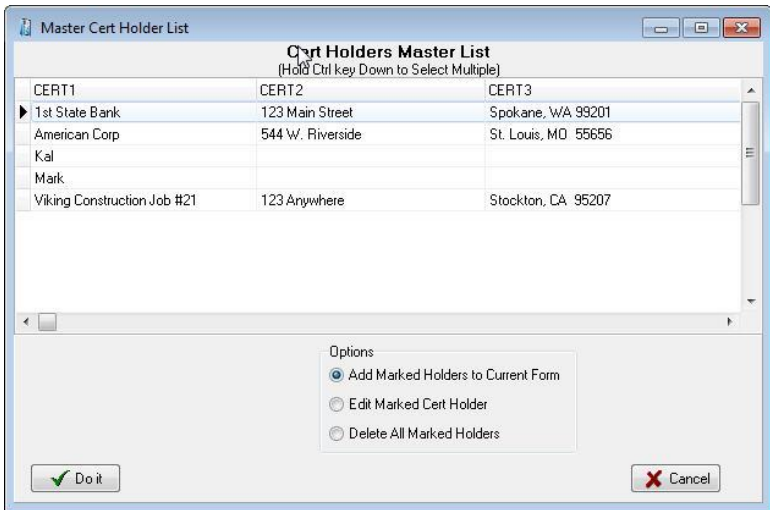 Master Cert Holder List
Cert Holders Master List
(Hold Ctrl key Down to Select Multiple)
CERT1 CERT2 CERT3
1st State Bank 123 Main Street Spokane, WA 99201
American Corp 544 W. Riverside St. Louis, MO 55656
Kal
Mark
Viking Construction Job #21 123 Anywhere Stockton, CA 95207
Options
Add Marked Holders to Current Form
Edit Marked Cert Holder
Delete All Marked Holders
Do it Cancel